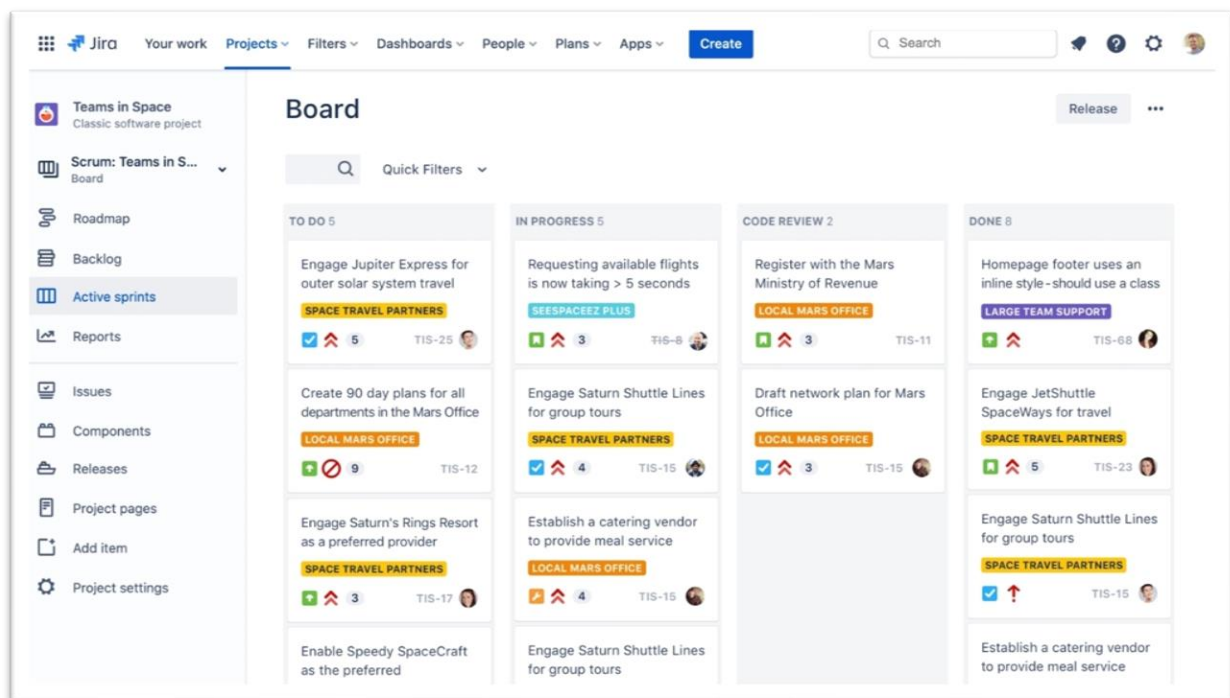 Jira Your work Projects Filters Dashboards People Plans Apps Create Search
Teams in Space
Classic software project
Scrum: Teams in S...
Board
Roadmap
Backlog
Active sprints
Reports
Issues
Components
Releases
Project pages
Add item
Project settings
Board
Release
Quick Filters
TO DO 5
Engage Jupiter Express for
outer solar system travel
SPACE TRAVEL PARTNERS
5 TIS-25
Create 90 day plans for all
departments in the Mars Office
LOCAL MARS OFFICE
9 TIS-12
Engage Saturn's Rings Resort
as a preferred provider
SPACE TRAVEL PARTNERS
3 TIS-17
Enable Speedy SpaceCraft
as the preferred
IN PROGRESS 5
Requesting available flights
is now taking > 5 seconds
SEESPACEEZ PLUS
3 TIS-8
Engage Saturn Shuttle Lines
for group tours
SPACE TRAVEL PARTNERS
4 TIS-15
Establish a catering vendor
to provide meal service
LOCAL MARS OFFICE
4 TIS-15
Engage Saturn Shuttle Lines
for group tours
CODE REVIEW 2
Register with the Mars
Ministry of Revenue
LOCAL MARS OFFICE
3 TIS-11
Draft network plan for Mars
Office
LOCAL MARS OFFICE
3 TIS-15
DONE 8
Homepage footer uses an
inline style-should use a class
LARGE TEAM SUPPORT
TIS-68
Engage JetShuttle
SpaceWays for travel
SPACE TRAVEL PARTNERS
5 TIS-23
Engage Saturn Shuttle Lines
for group tours
SPACE TRAVEL PARTNERS
TIS-15
Establish a catering vendor
to provide meal service